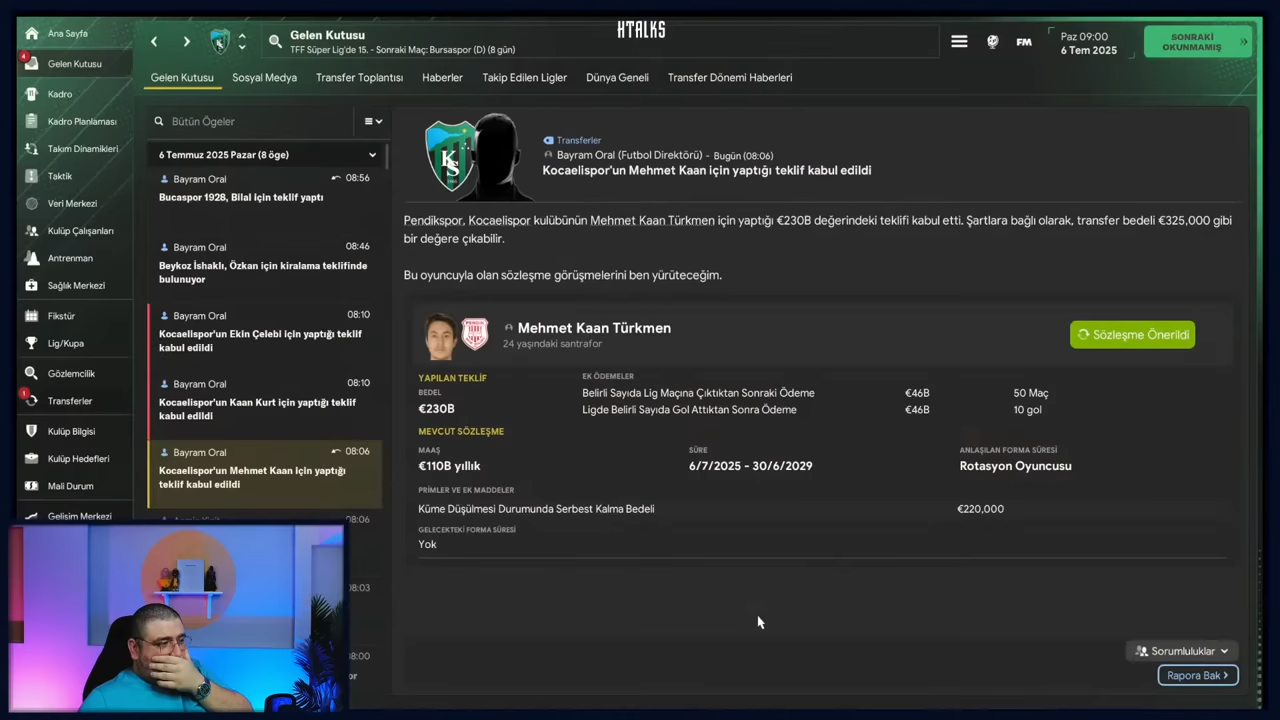 HTALKS
Ana Sayfa
4
Gelen Kutusu
Kadro
Kadro Planlaması
Takım Dinamikleri
Taktik
Veri Merkezi
Kulüp Çalışanları
Antrenman
Sağlık Merkezi
Fikstür
Lig/Kupa
Gözlemcilik
1
Transferler
Kulüp Bilgisi
Kulüp Hedefleri
Mali Durum
Gelişim Merkezi
Gelen Kutusu
TFF Süper Lig'de 15. - Sonraki Maç: Bursaspor (D) (8 gün)
FM
Paz 09:00
6 Tem 2025
SONRAKİ
OKUNMAMIŞ
Gelen Kutusu
Sosyal Medya
Transfer Toplantısı
Haberler
Takip Edilen Ligler
Dünya Geneli
Transfer Dönemi Haberleri
Bütün Ögeler
6 Temmuz 2025 Pazar (8 öge)
Bayram Oral 08:56
Bucaspor 1928, Bilal için teklif yaptı
Bayram Oral 08:46
Beykoz İshaklı, Özkan için kiralama teklifinde
bulunuyor
Bayram Oral 08:10
Kocaelispor'un Ekin Çelebi için yaptığı teklif
kabul edildi
Bayram Oral 08:10
Kocaelispor'un Kaan Kurt için yaptığı teklif
kabul edildi
Bayram Oral 08:06
Kocaelispor'un Mehmet Kaan için yaptığı
teklif kabul edildi
08:06
08:03
08:00
KS
Transferler
Bayram Oral (Futbol Direktörü) - Bugün (08:06)
Kocaelispor'un Mehmet Kaan için yaptığı teklif kabul edildi
Pendikspor, Kocaelispor kulübünün Mehmet Kaan Türkmen için yaptığı €230B değerindeki teklifi kabul etti. Şartlara bağlı olarak, transfer bedeli €325,000 gibi
bir değere çıkabilir.
Bu oyuncuyla olan sözleşme görüşmelerini ben yürüteceğim.
Mehmet Kaan Türkmen
24 yaşındaki santrafor
Sözleşme Önerildi
YAPILAN TEKLİF
BEDEL
€230B
EK ÖDEMELER
Belirli Sayıda Lig Maçına Çıktıktan Sonraki Ödeme €46B 50 Maç
Ligde Belirli Sayıda Gol Attıktan Sonra Ödeme €46B 10 gol
MEVCUT SÖZLEŞME
MAAŞ
€110B yıllık
SÜRE
6/7/2025 - 30/6/2029
ANLAŞILAN FORMA SÜRESİ
Rotasyon Oyuncusu
PRİMLER VE EK MADDELER
Küme Düşülmesi Durumunda Serbest Kalma Bedeli €220,000
GELECEKTEKİ FORMA SÜRESİ
Yok
Sorumluluklar
Rapora Bak